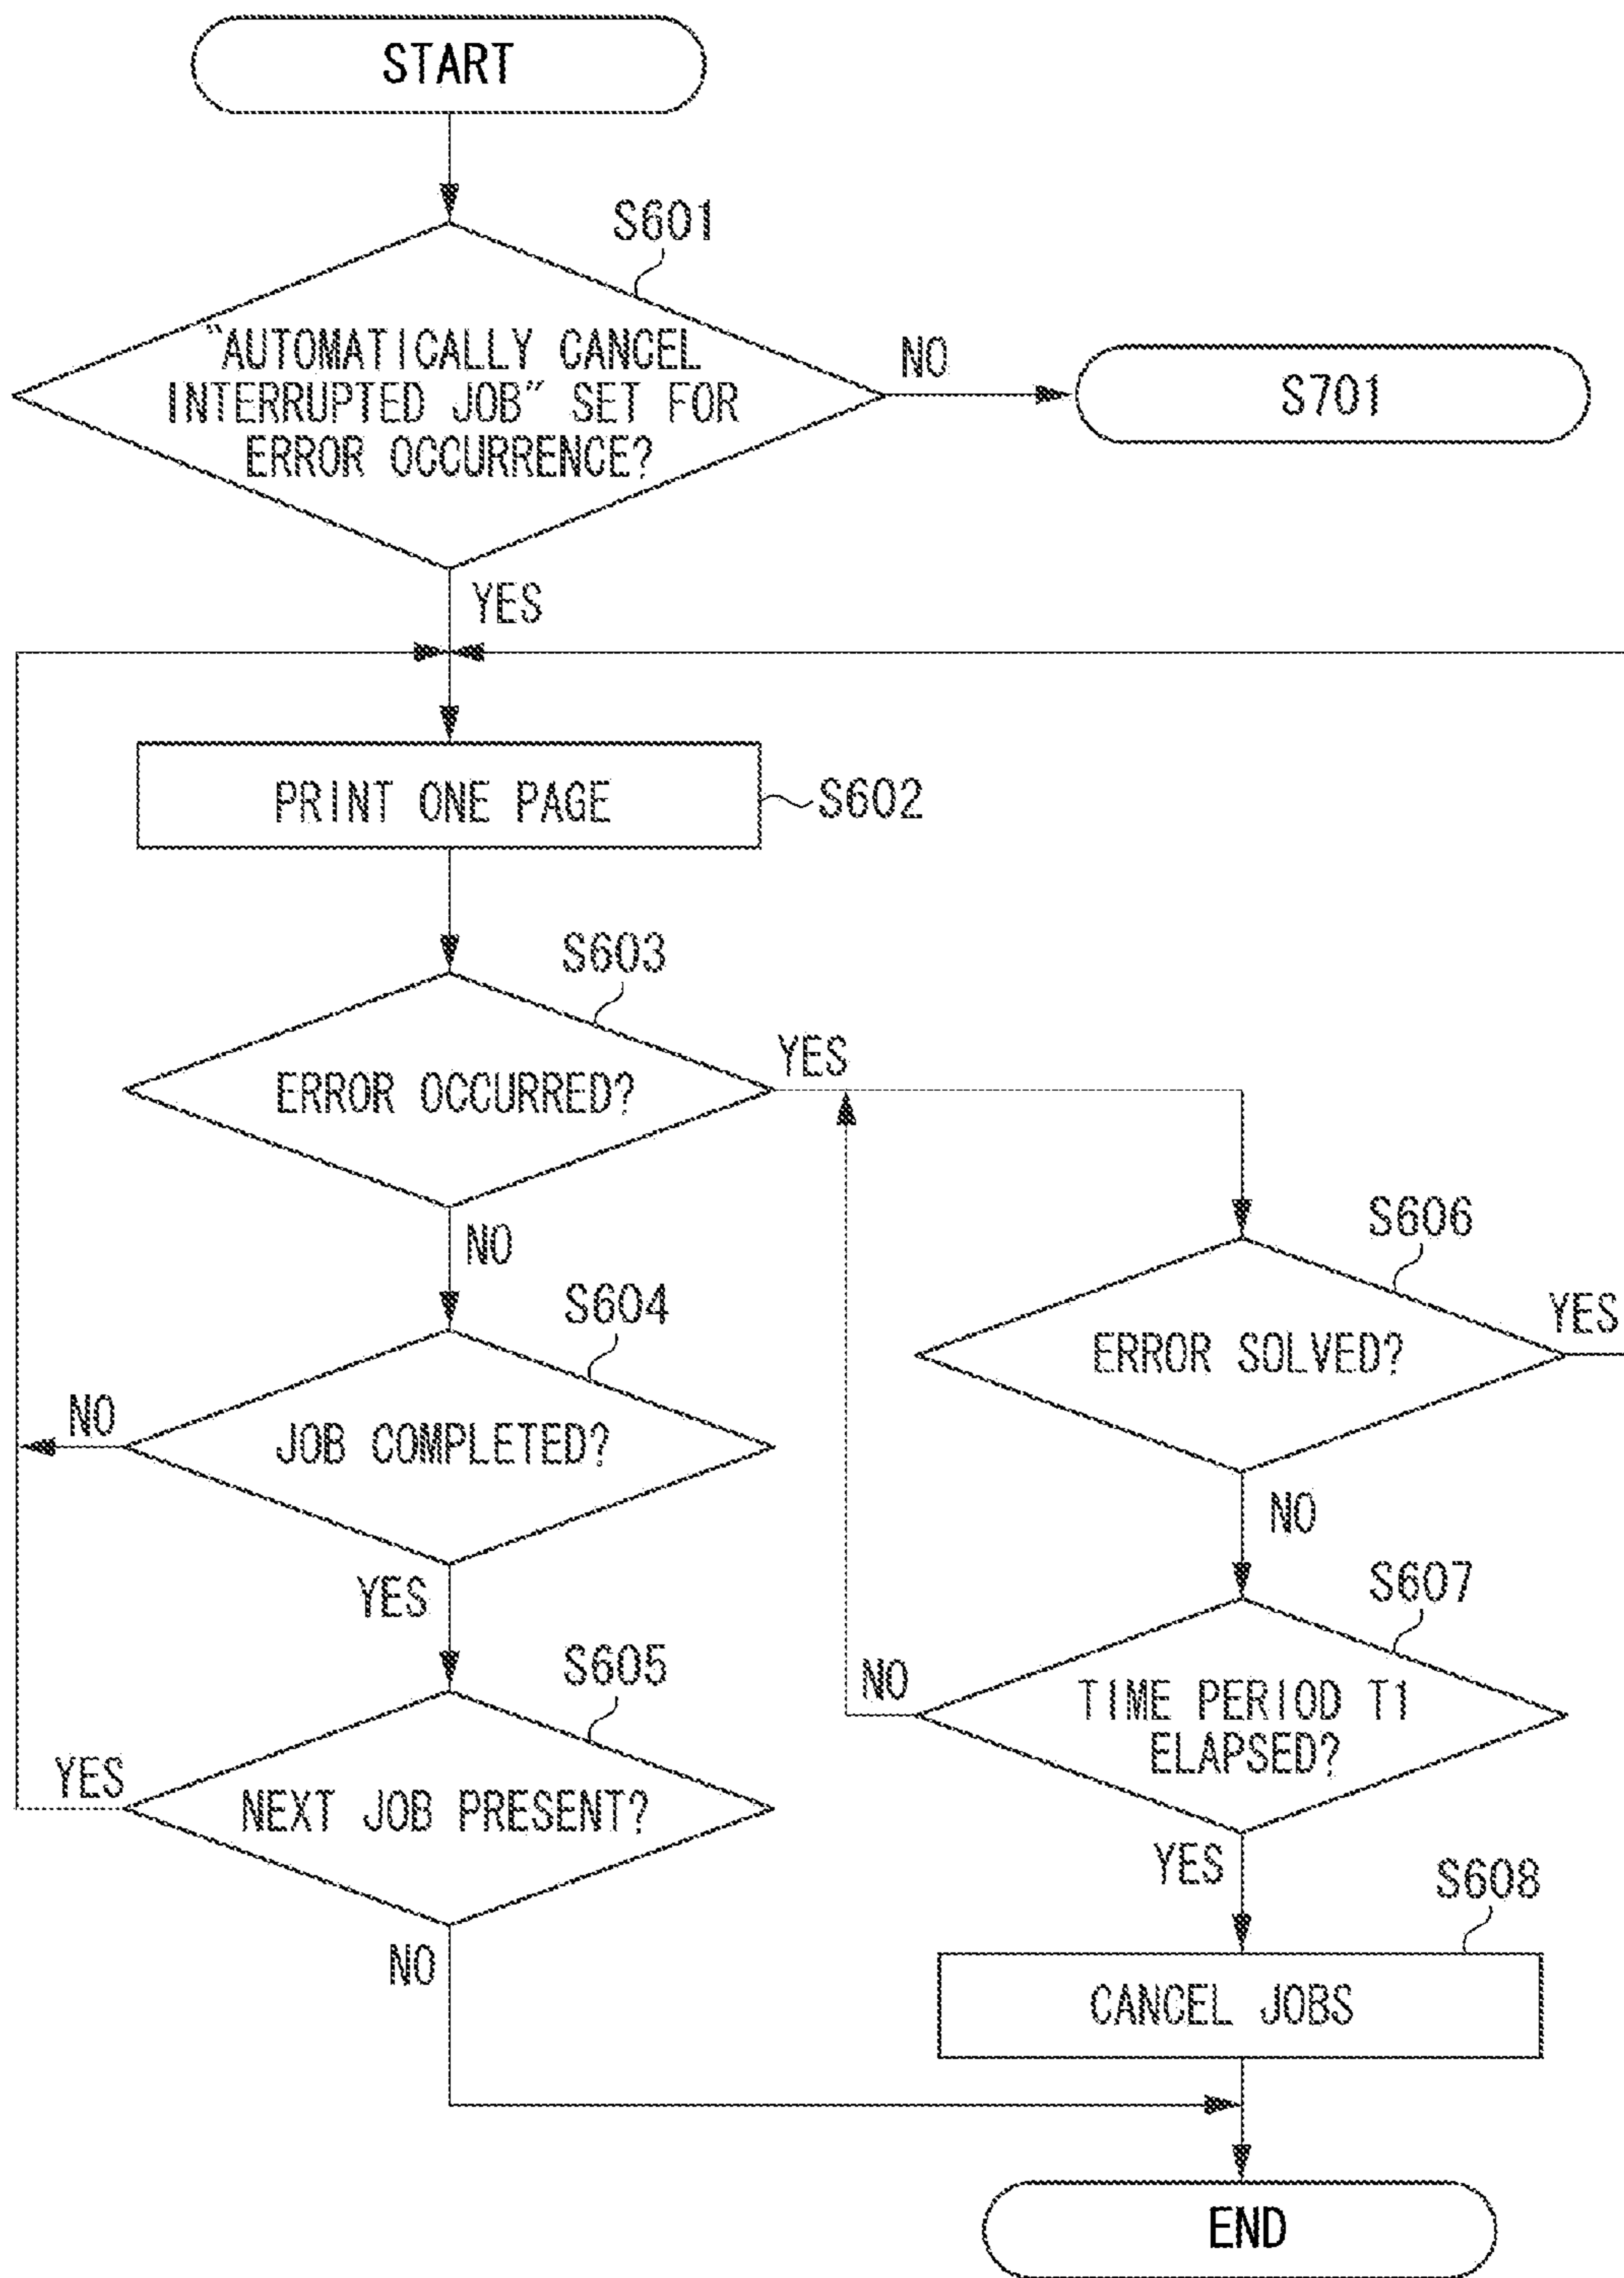 START
S601
"AUTOMATICALLY CANCEL
INTERRUPTED JOB" SET FOR
ERROR OCCURRENCE?
NO
S701
YES
PRINT ONE PAGE
S602
S603
ERROR OCCURRED?
YES
NO
S606
ERROR SOLVED?
YES
S604
JOB COMPLETED?
NO
YES
NO
S607
TIME PERIOD T1
ELAPSED?
NO
S605
NEXT JOB PRESENT?
YES
YES
NO
S608
CANCEL JOBS
END